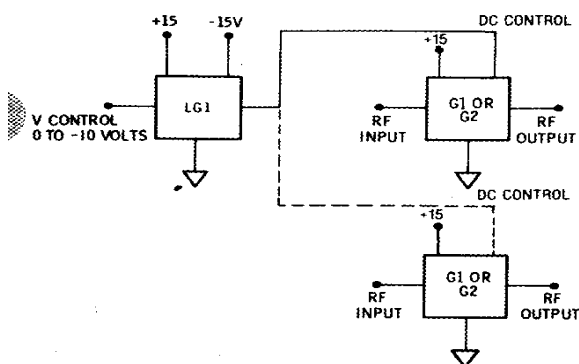 DC CONTROL
+15
-15V
+15
LG1
G1 OR
G2
V CONTROL
0 TO -10 VOLTS
RF
INPUT
RF
OUTPUT
DC CONTROL
+15
G1 OR
G2
RF
INPUT
RF
OUTPUT